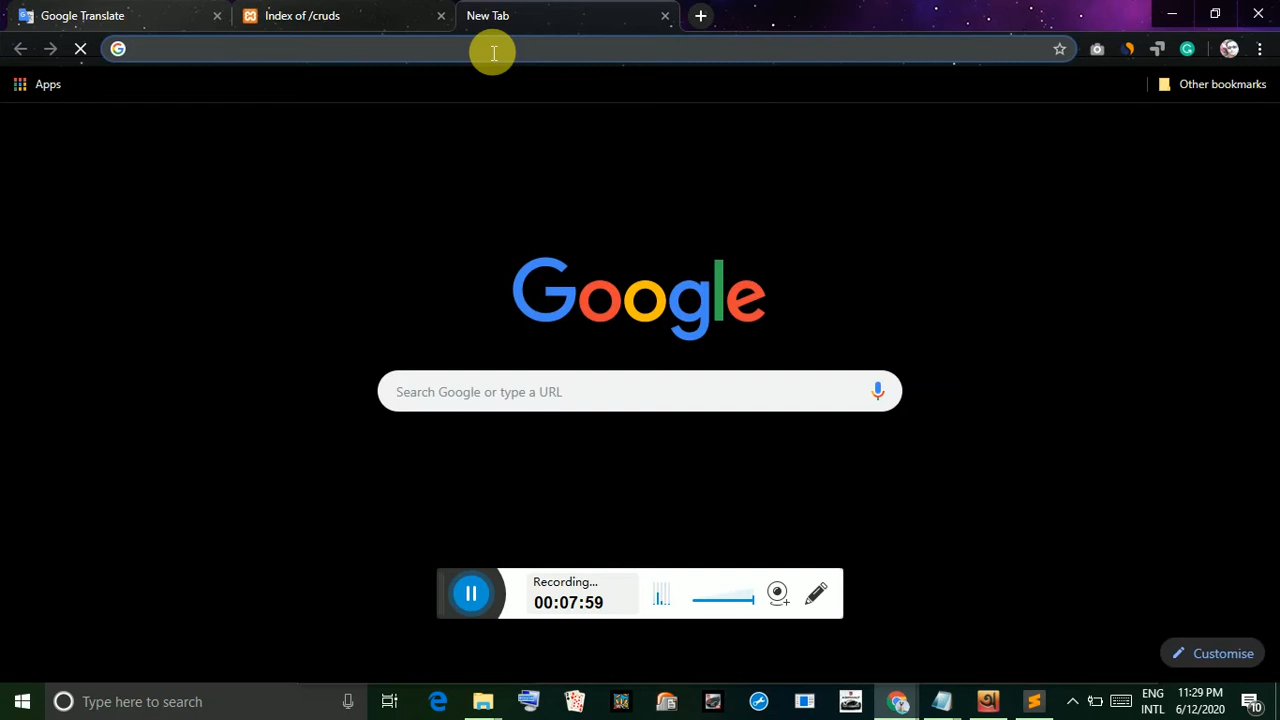 Google Translate
Index of /cruds
New Tab
Apps
Other bookmarks
Google
Search Google or type a URL
Recording...
00:07:59
Customise
Type here to search
ENG
INTL
11:29 PM
6/12/2020
10